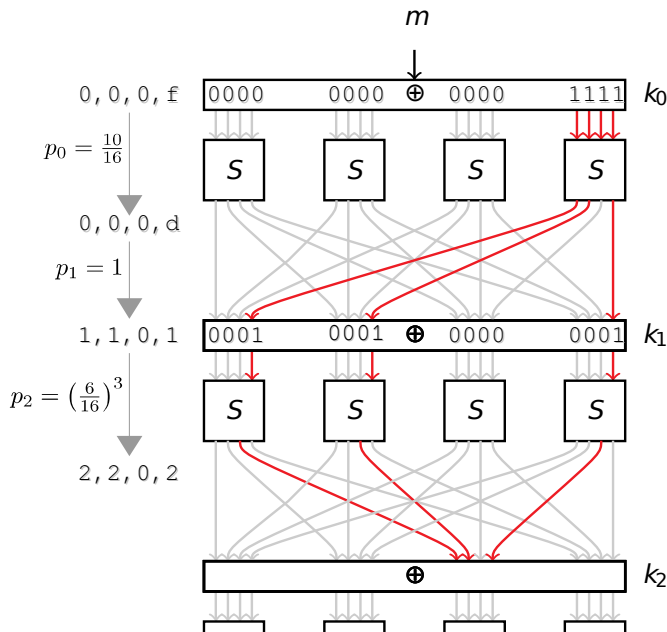 m
0,0,0,f 0000 0000 ⊕ 0000 1111 k₀
p₀ = 10/16
S S S S
0,0,0,d
p₁ = 1
1,1,0,1 0001 0001 ⊕ 0000 0001 k₁
p₂ = (6/16)³
S S S S
2,2,0,2
⊕ k₂